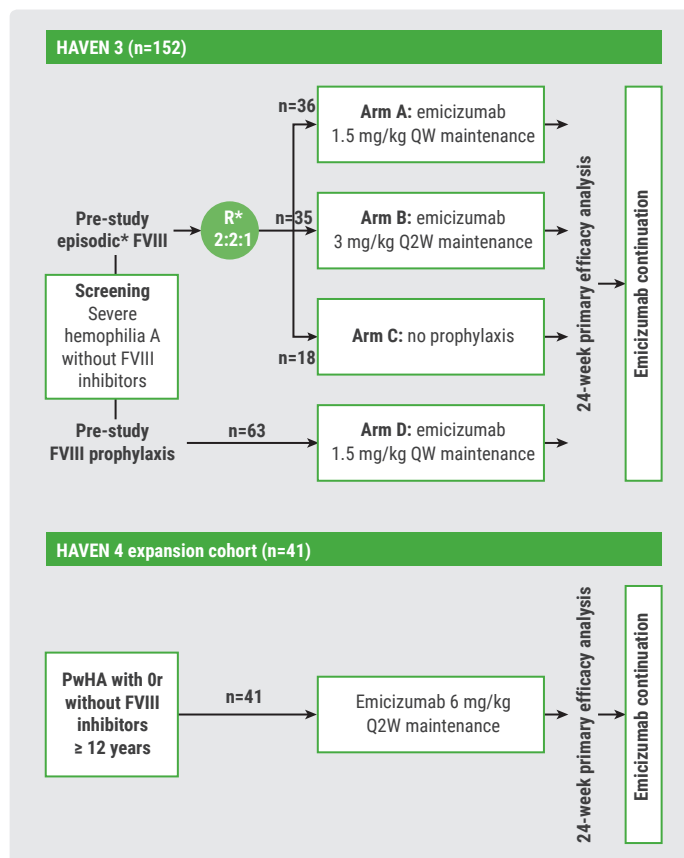 HAVEN 3 (n=152)
Pre-study
episodic* FVIII
Screening
Severe
hemophilia A
without FVIII
inhibitors
Pre-study
FVIII prophylaxis
R*
2:2:1
n=36
n=35
n=18
n=63
Arm A: emicizumab
1.5 mg/kg QW maintenance
Arm B: emicizumab
3 mg/kg Q2W maintenance
Arm C: no prophylaxis
Arm D: emicizumab
1.5 mg/kg QW maintenance
24-week primary efficacy analysis
Emicizumab continuation
HAVEN 4 expansion cohort (n=41)
PwHA with 0r
without FVIII
inhibitors
≥ 12 years
n=41
Emicizumab 6 mg/kg
Q2W maintenance
24-week primary efficacy analysis
Emicizumab continuation